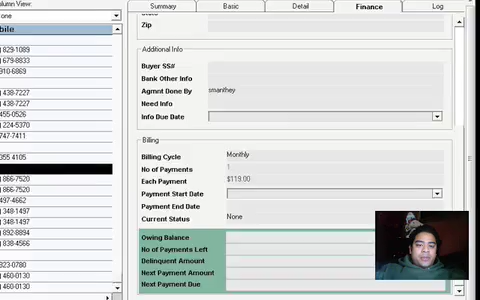 olumn View:
one
bile
) 829-1089
) 679-8833
910-6869
) 438-7227
) 438-7227
455-0526
) 224-5370
747-7411
055 4105
) 866-7520
) 866-7520
497-4662
) 348-1497
) 348-1497
) 892-8894
) 838-4566
323 0780
) 460-0130
) 460-0130
Summary Basic Detail Finance Log
Zip
Additional Info
Buyer SS#
Bank Other Info
Agmnt Done By smanthey
Need Info
Info Due Date
Billing
Billing Cycle Monthly
No of Payments 1
Each Payment $119.00
Payment Start Date
Payment End Date
Current Status None
Owing Balance
No of Payments Left
Delinquent Amount
Next Payment Amount
Next Payment Due